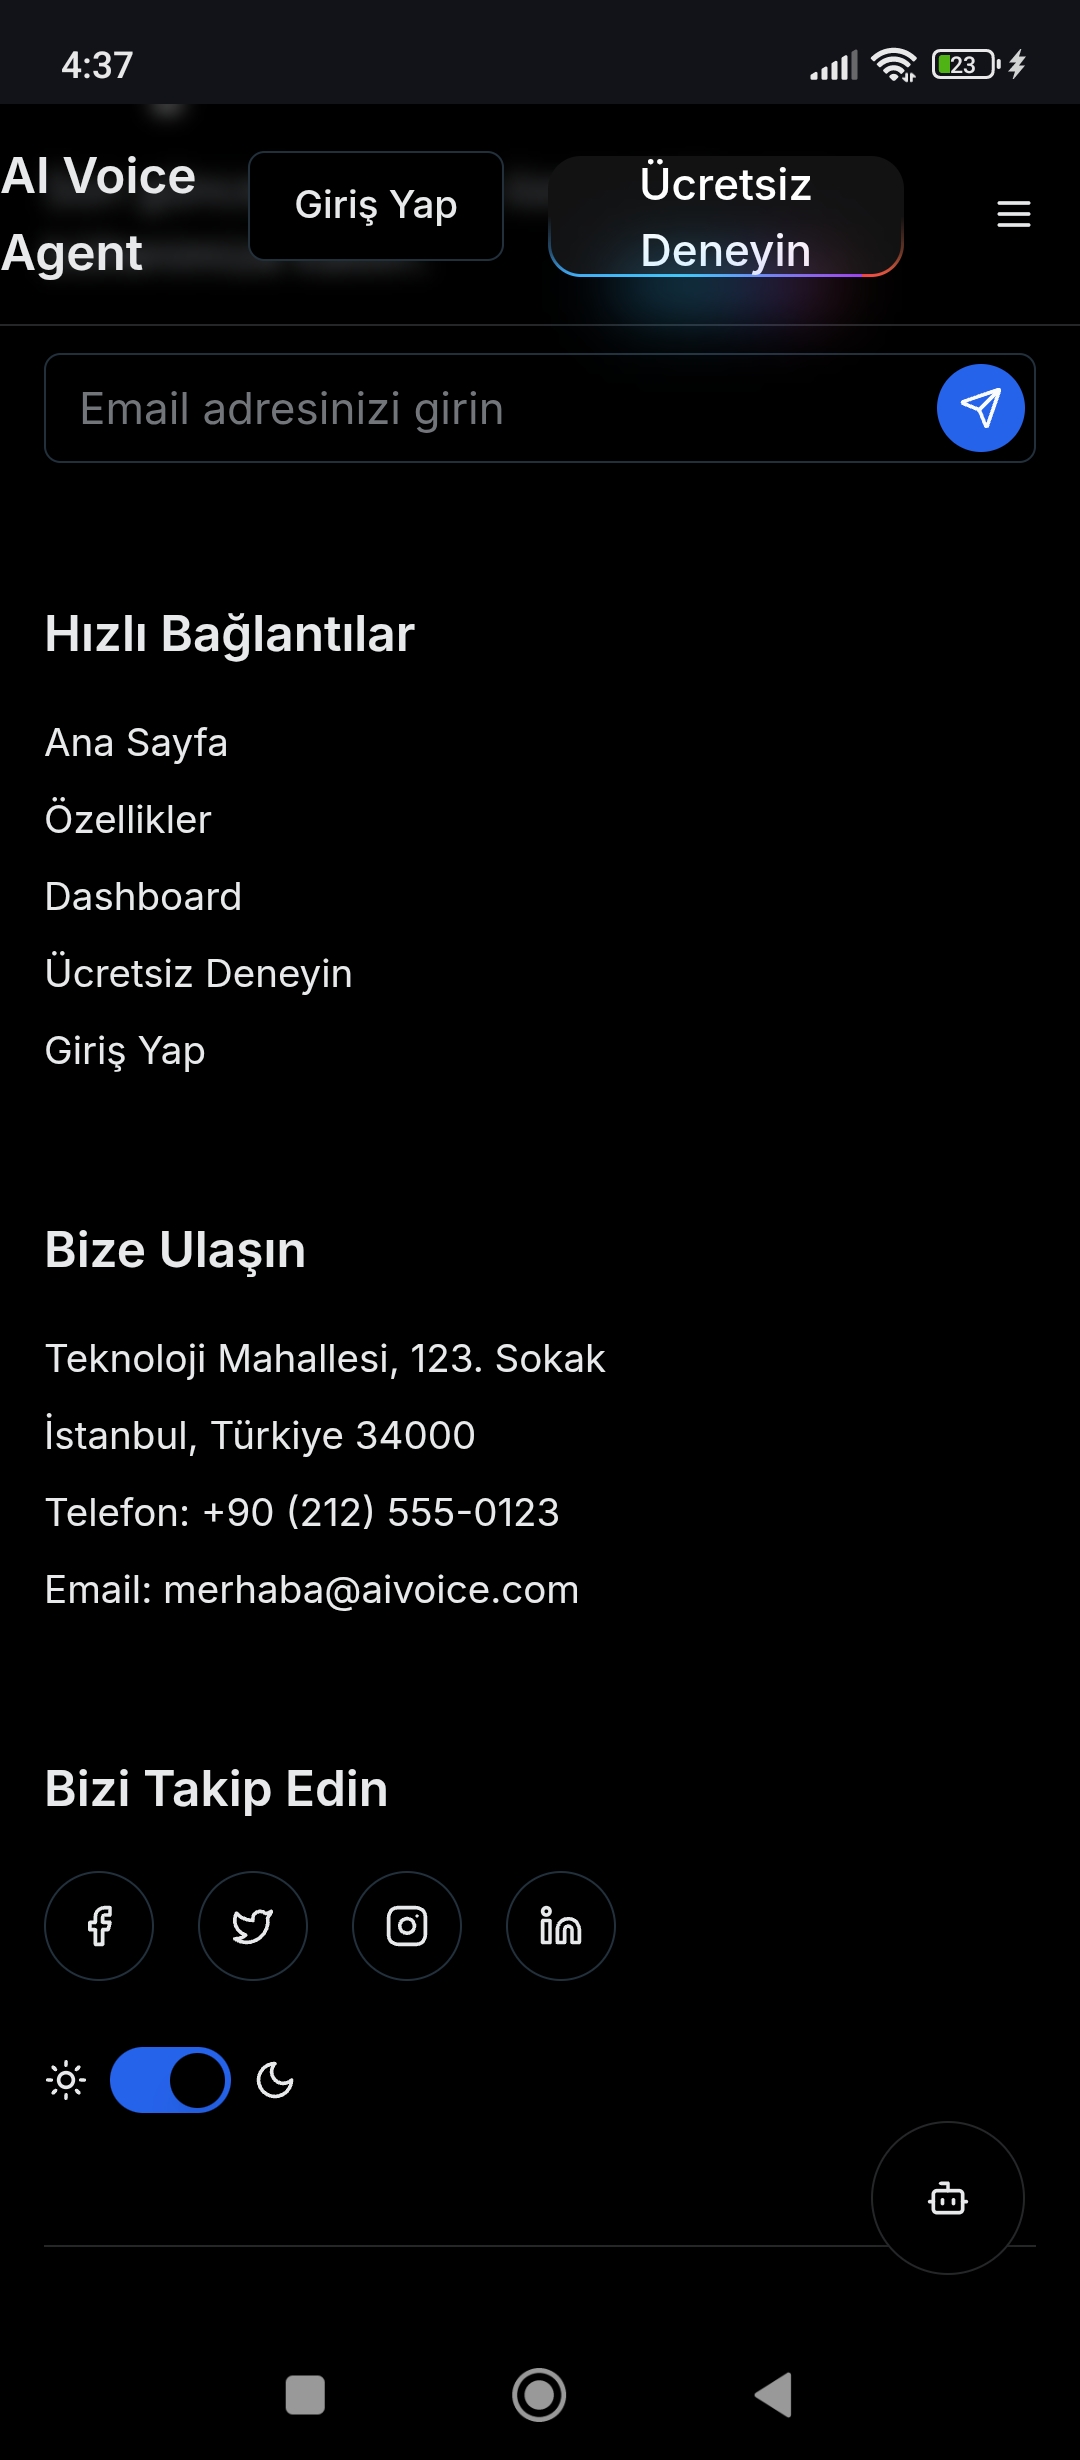 4:37
23
AI Voice
Agent
Giriş Yap
Ücretsiz
Deneyin
Email adresinizi girin
Hızlı Bağlantılar
Ana Sayfa
Özellikler
Dashboard
Ücretsiz Deneyin
Giriş Yap
Bize Ulaşın
Teknoloji Mahallesi, 123. Sokak
İstanbul, Türkiye 34000
Telefon: +90 (212) 555-0123
Email: merhaba@aivoice.com
Bizi Takip Edin